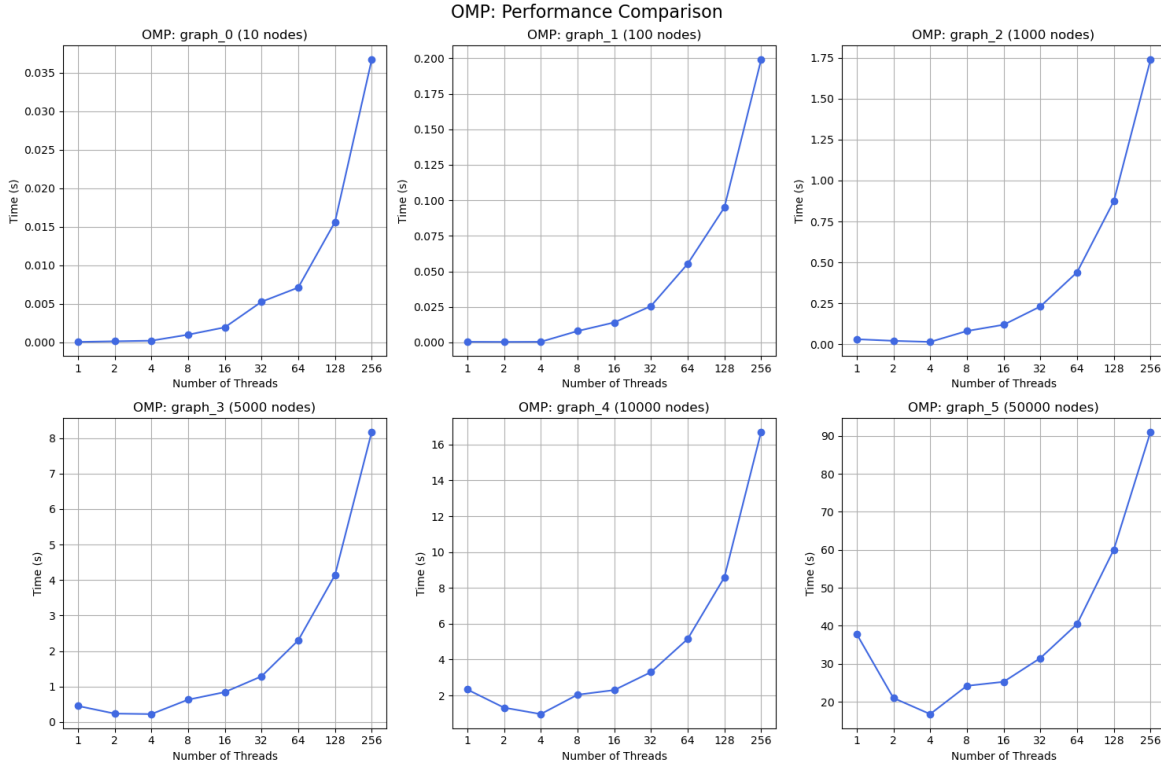 OMP: Performance Comparison
OMP: graph_0 (10 nodes)
Time (s)
0.035
0.030
0.025
0.020
0.015
0.010
0.005
0.000
1 2 4 8 16 32 64 128 256
Number of Threads
OMP: graph_1 (100 nodes)
Time (s)
0.200
0.175
0.150
0.125
0.100
0.075
0.050
0.025
0.000
1 2 4 8 16 32 64 128 256
Number of Threads
OMP: graph_2 (1000 nodes)
Time (s)
1.75
1.50
1.25
1.00
0.75
0.50
0.25
0.00
1 2 4 8 16 32 64 128 256
Number of Threads
OMP: graph_3 (5000 nodes)
Time (s)
8
7
6
5
4
3
2
1
0
1 2 4 8 16 32 64 128 256
Number of Threads
OMP: graph_4 (10000 nodes)
Time (s)
16
14
12
10
8
6
4
2
1 2 4 8 16 32 64 128 256
Number of Threads
OMP: graph_5 (50000 nodes)
Time (s)
90
80
70
60
50
40
30
20
1 2 4 8 16 32 64 128 256
Number of Threads